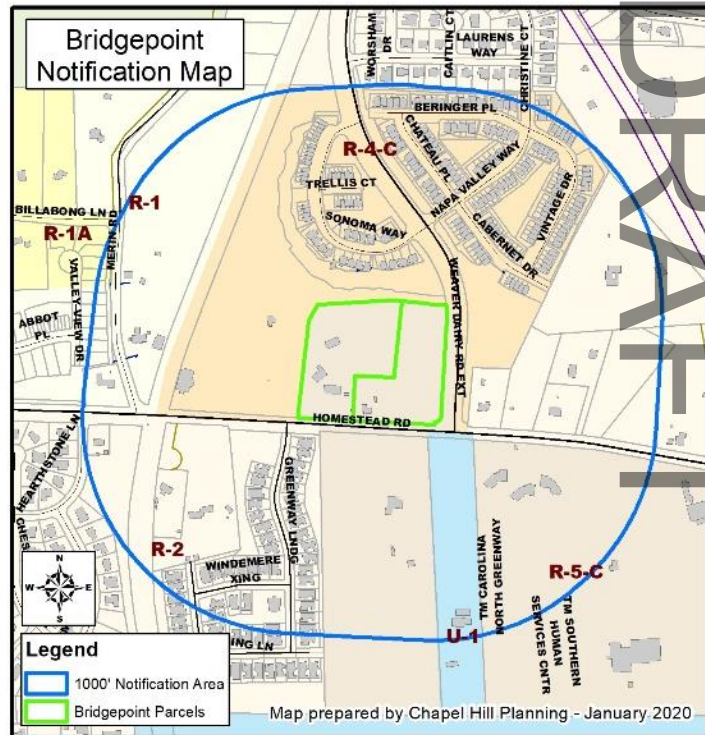 Bridgepoint
Notification Map
WORSHAM
DR
CAITLIN CT
LAURENS
WAY
CHRISTINE CT
BERINGER PL
R-4-C
CHATEAU PL
NAPA VALLEY WAY
TRELLIS CT
SONOMA WAY
CABERNET DR
VINTAGE DR
R-1
BILLABONG LN
R-1A
MERIN RD
VALLEY-VIEW DR
ABBOT
PL
WEAVER DAIRY RD EXT
HOMESTEAD RD
HEARTHSTONE LN
CHES
GREENWAY LNDG
R-2
WINDEMERE
XING
ING LN
TM CAROLINA
NORTH GREENWAY
R-5-C
U-1
TM SOUTHERN
HUMAN
SERVICES CNTR
N
W
E
S
Legend
1000' Notification Area
Bridgepoint Parcels
Map prepared by Chapel Hill Planning - January 2020
DRAFT